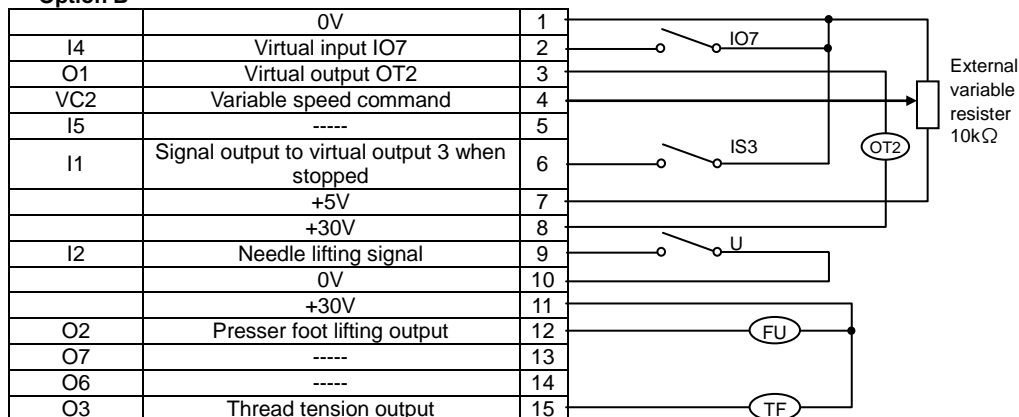 Option B
0V 1
I4 Virtual input IO7 2 IO7
O1 Virtual output OT2 3
VC2 Variable speed command 4
External
variable
resister
10kΩ
I5 ----- 5
I1 Signal output to virtual output 3 when
stopped 6 IS3 OT2
+5V 7
+30V 8
I2 Needle lifting signal 9 U
0V 10
+30V 11
O2 Presser foot lifting output 12 FU
O7 ----- 13
O6 ----- 14
O3 Thread tension output 15 TF